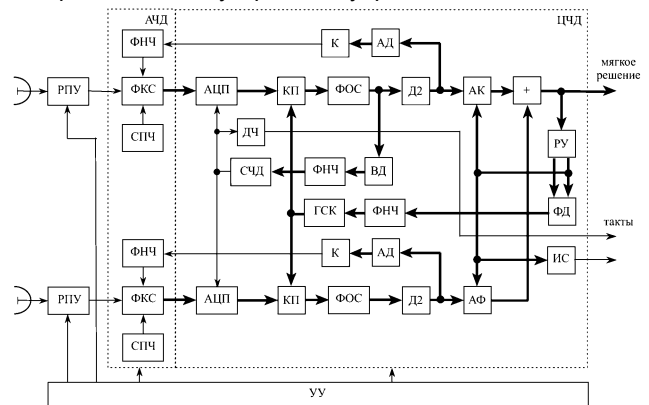 АЧД ЦЧД
ФНЧ К АД
мягкое
решение
РПУ ФКС АЦП КП ФОС Д2 АК +
СПЧ ДЧ РУ
СЧД ФНЧ ВД
ГСК ФНЧ ФД
такты
ФНЧ К АД ИС
РПУ ФКС АЦП КП ФОС Д2 АФ
СПЧ
УУ